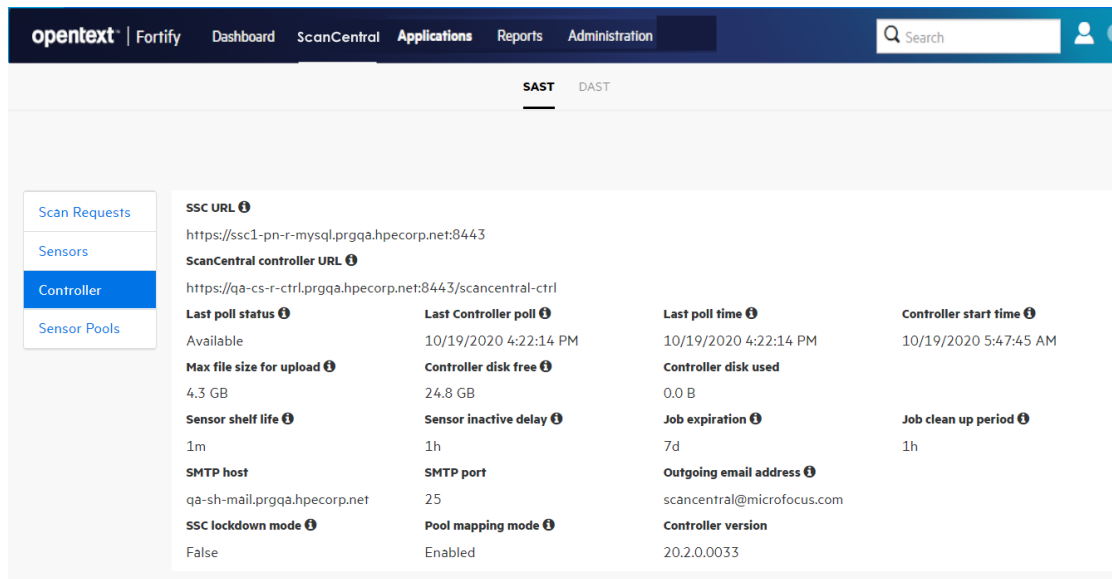 opentext™ | Fortify Dashboard ScanCentral Applications Reports Administration Search
SAST DAST
Scan Requests
Sensors
Controller
Sensor Pools
SSC URL
https://ssc1-pn-r-mysql.prgqa.hpecorp.net:8443
ScanCentral controller URL
https://qa-cs-r-ctrl.prgqa.hpecorp.net:8443/scancentral-ctrl
Last poll status Last Controller poll Last poll time Controller start time
Available 10/19/2020 4:22:14 PM 10/19/2020 4:22:14 PM 10/19/2020 5:47:45 AM
Max file size for upload Controller disk free Controller disk used
4.3 GB 24.8 GB 0.0 B
Sensor shelf life Sensor inactive delay Job expiration Job clean up period
1m 1h 7d 1h
SMTP host SMTP port Outgoing email address
qa-sh-mail.prgqa.hpecorp.net 25 scancentral@microfocus.com
SSC lockdown mode Pool mapping mode Controller version
False Enabled 20.2.0.0033